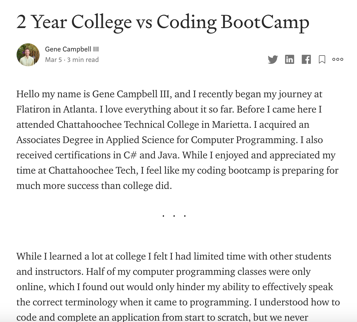 2 Year College vs Coding BootCamp
Gene Campbell III
Mar 5 · 3 min read
Hello my name is Gene Campbell III, and I recently began my journey at
Flatiron in Atlanta. I love everything about it so far. Before I came here I
attended Chattahoochee Technical College in Marietta. I acquired an
Associates Degree in Applied Science for Computer Programming. I also
received certifications in C# and Java. While I enjoyed and appreciated my
time at Chattahoochee Tech, I feel like my coding bootcamp is preparing for
much more success than college did.
. . .
While I learned a lot at college I felt I had limited time with other students
and instructors. Half of my computer programming classes were only
online, which I found out would only hinder my ability to effectively speak
the correct terminology when it came to programming. I understood how to
code and complete an application from start to scratch, but we never